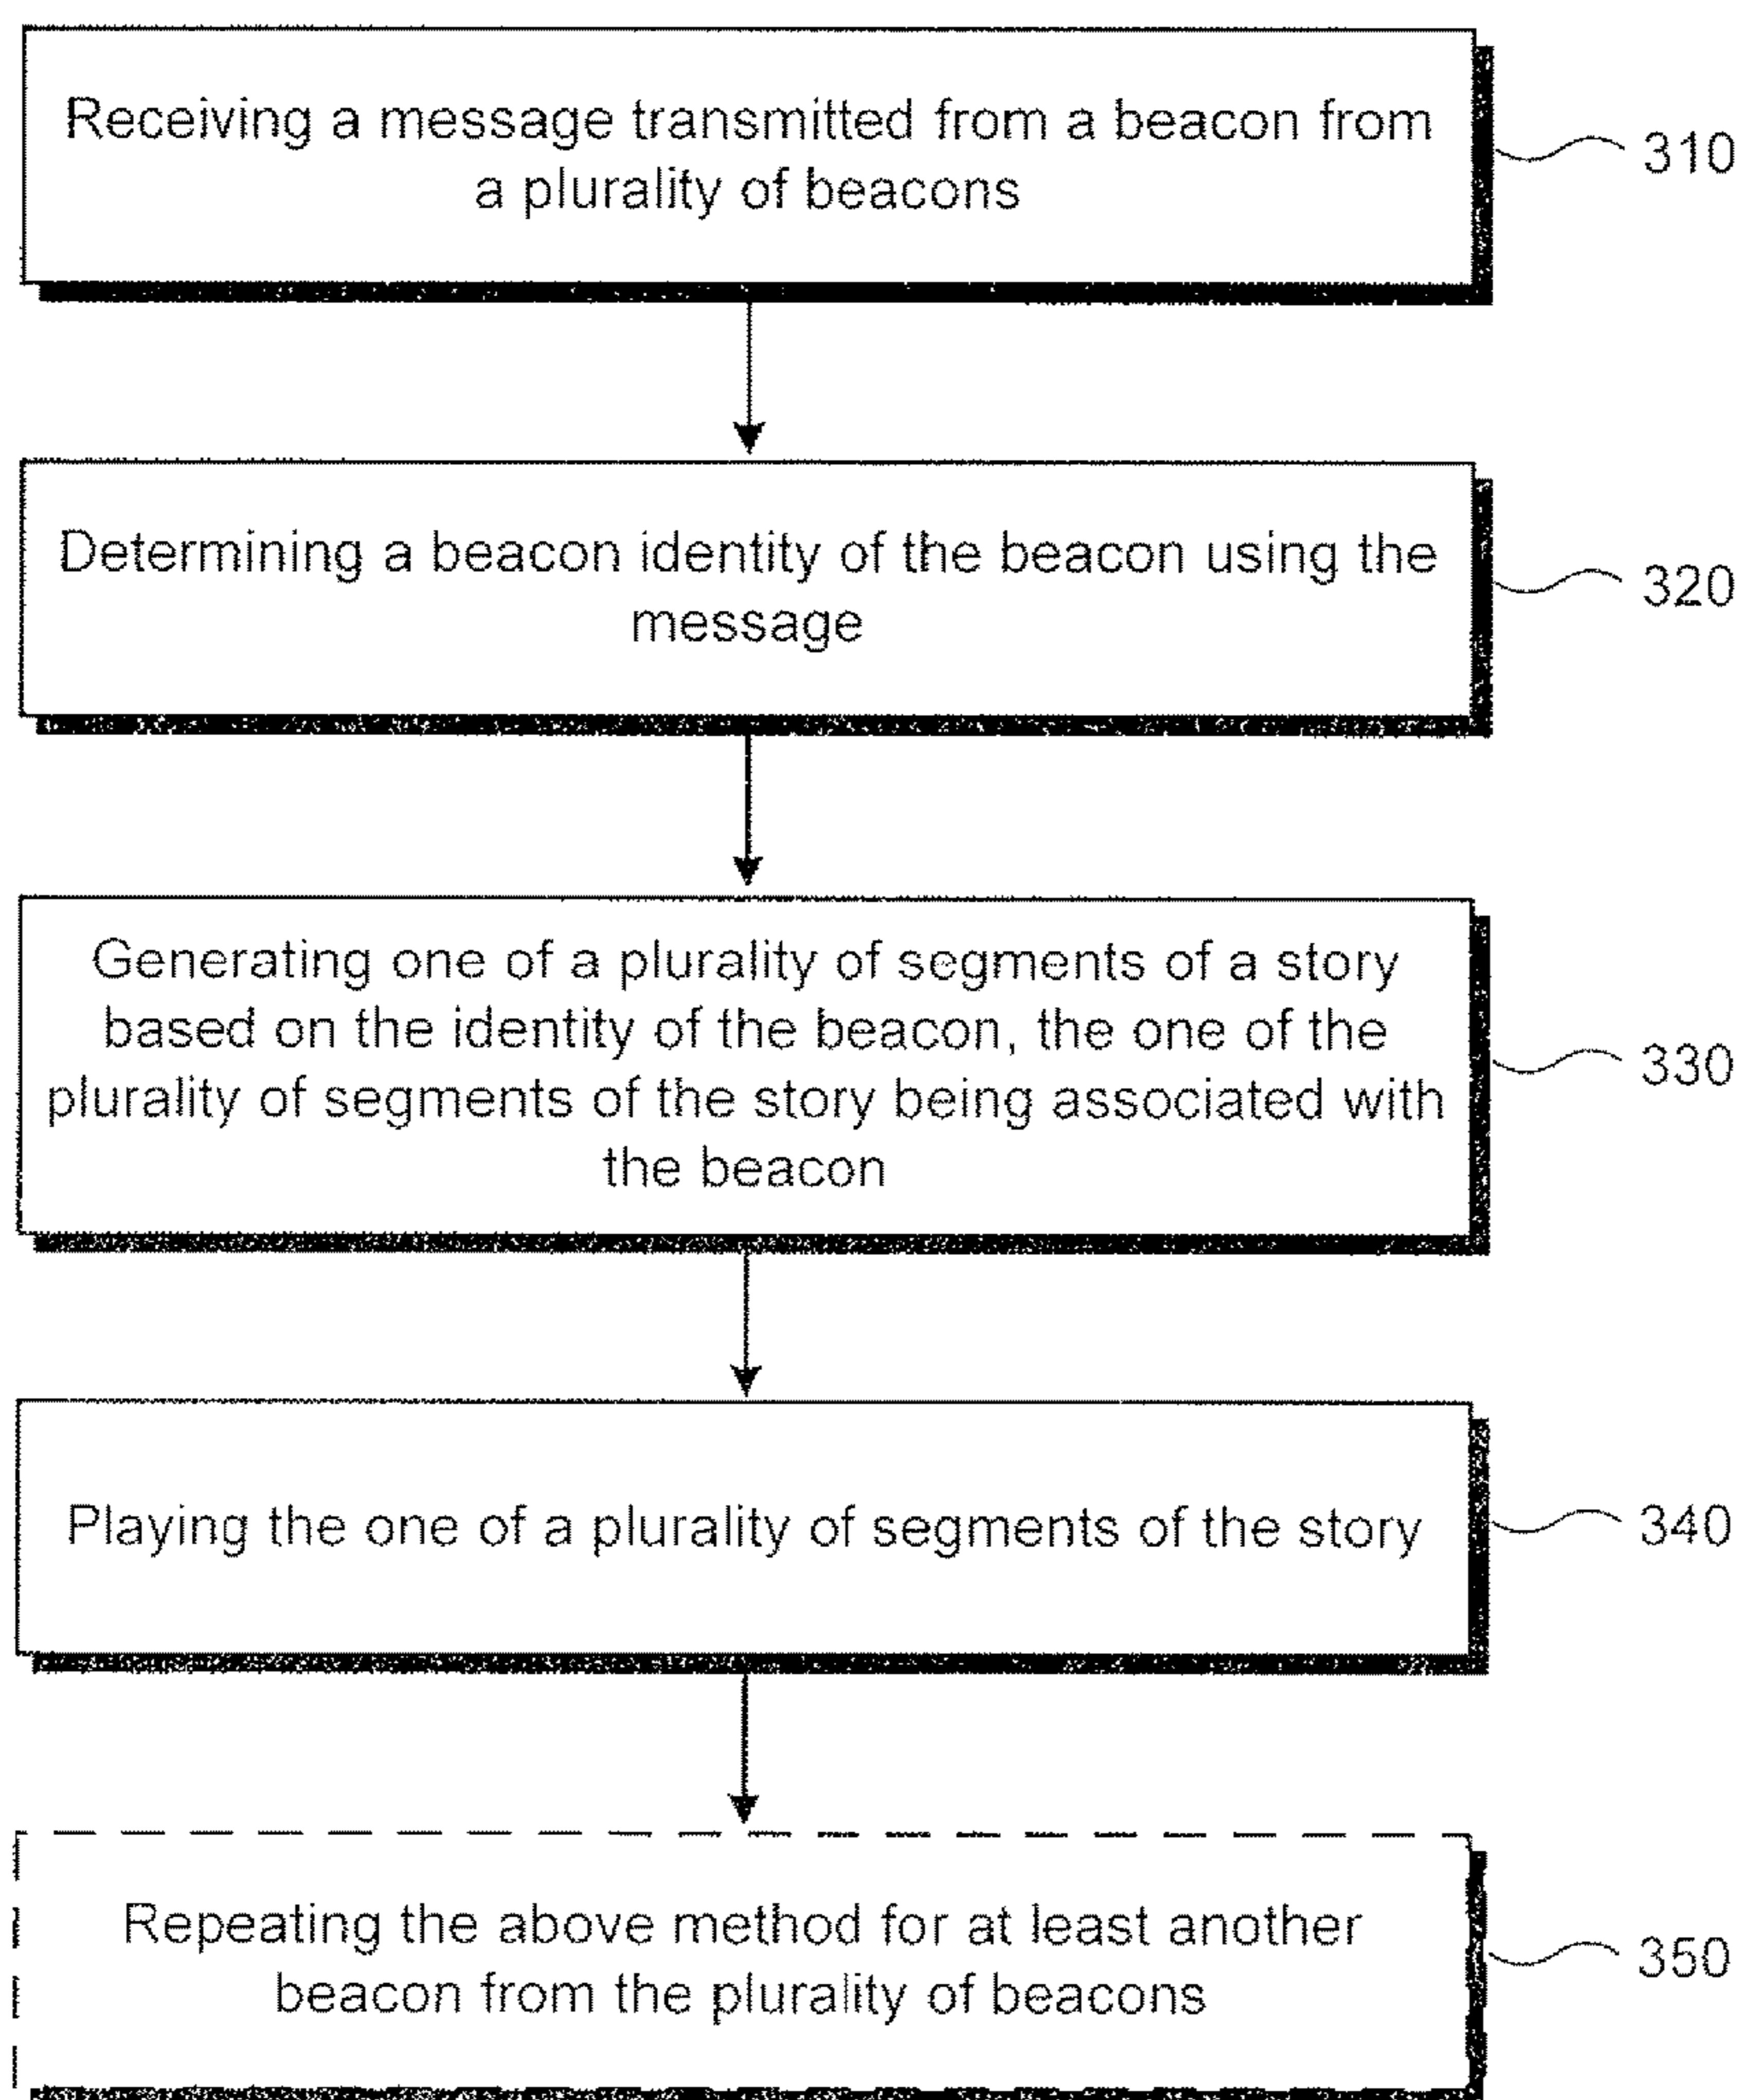 Receiving a message transmitted from a beacon from
a plurality of beacons
310
Determining a beacon identity of the beacon using the
message
320
Generating one of a plurality of segments of a story
based on the identity of the beacon, the one of the
plurality of segments of the story being associated with
the beacon
330
Playing the one of a plurality of segments of the story
340
Repeating the above method for at least another
beacon from the plurality of beacons
350